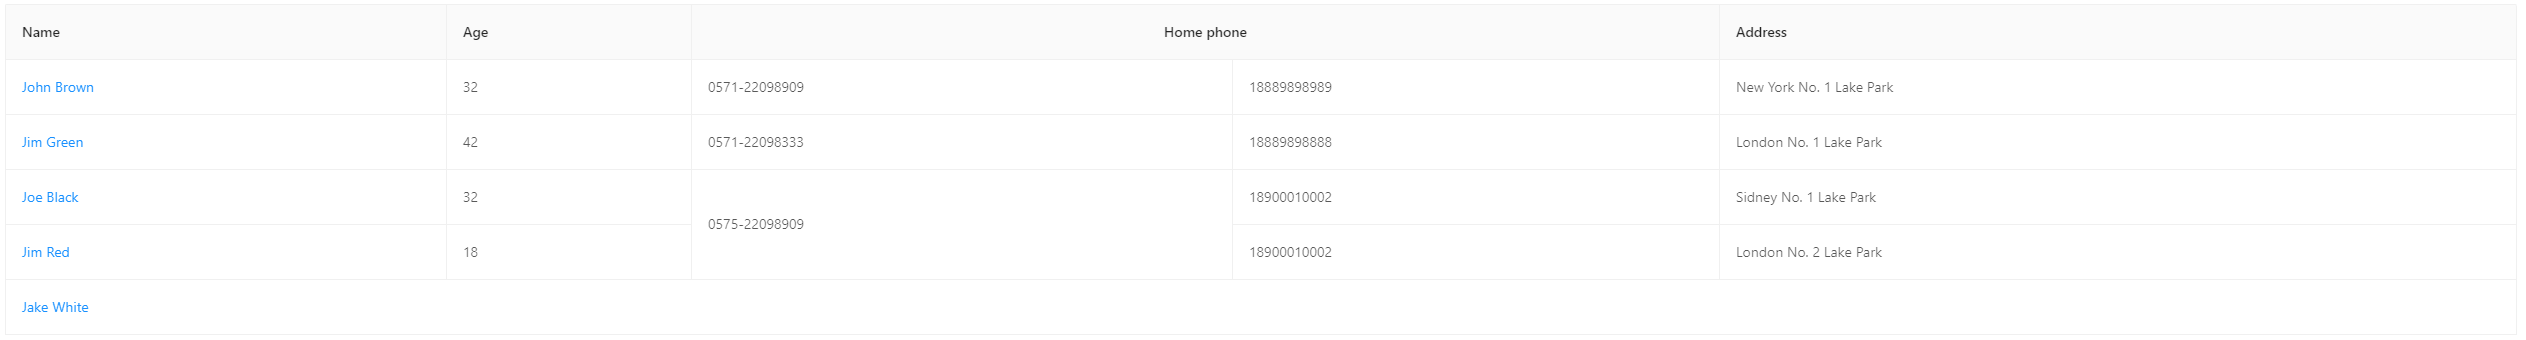 Name Age Home phone Address
John Brown 32 0571-22098909 18889898989 New York No. 1 Lake Park
Jim Green 42 0571-22098333 18889898888 London No. 1 Lake Park
Joe Black 32 18900010002 Sidney No. 1 Lake Park
0575-22098909
Jim Red 18 18900010002 London No. 2 Lake Park
Jake White